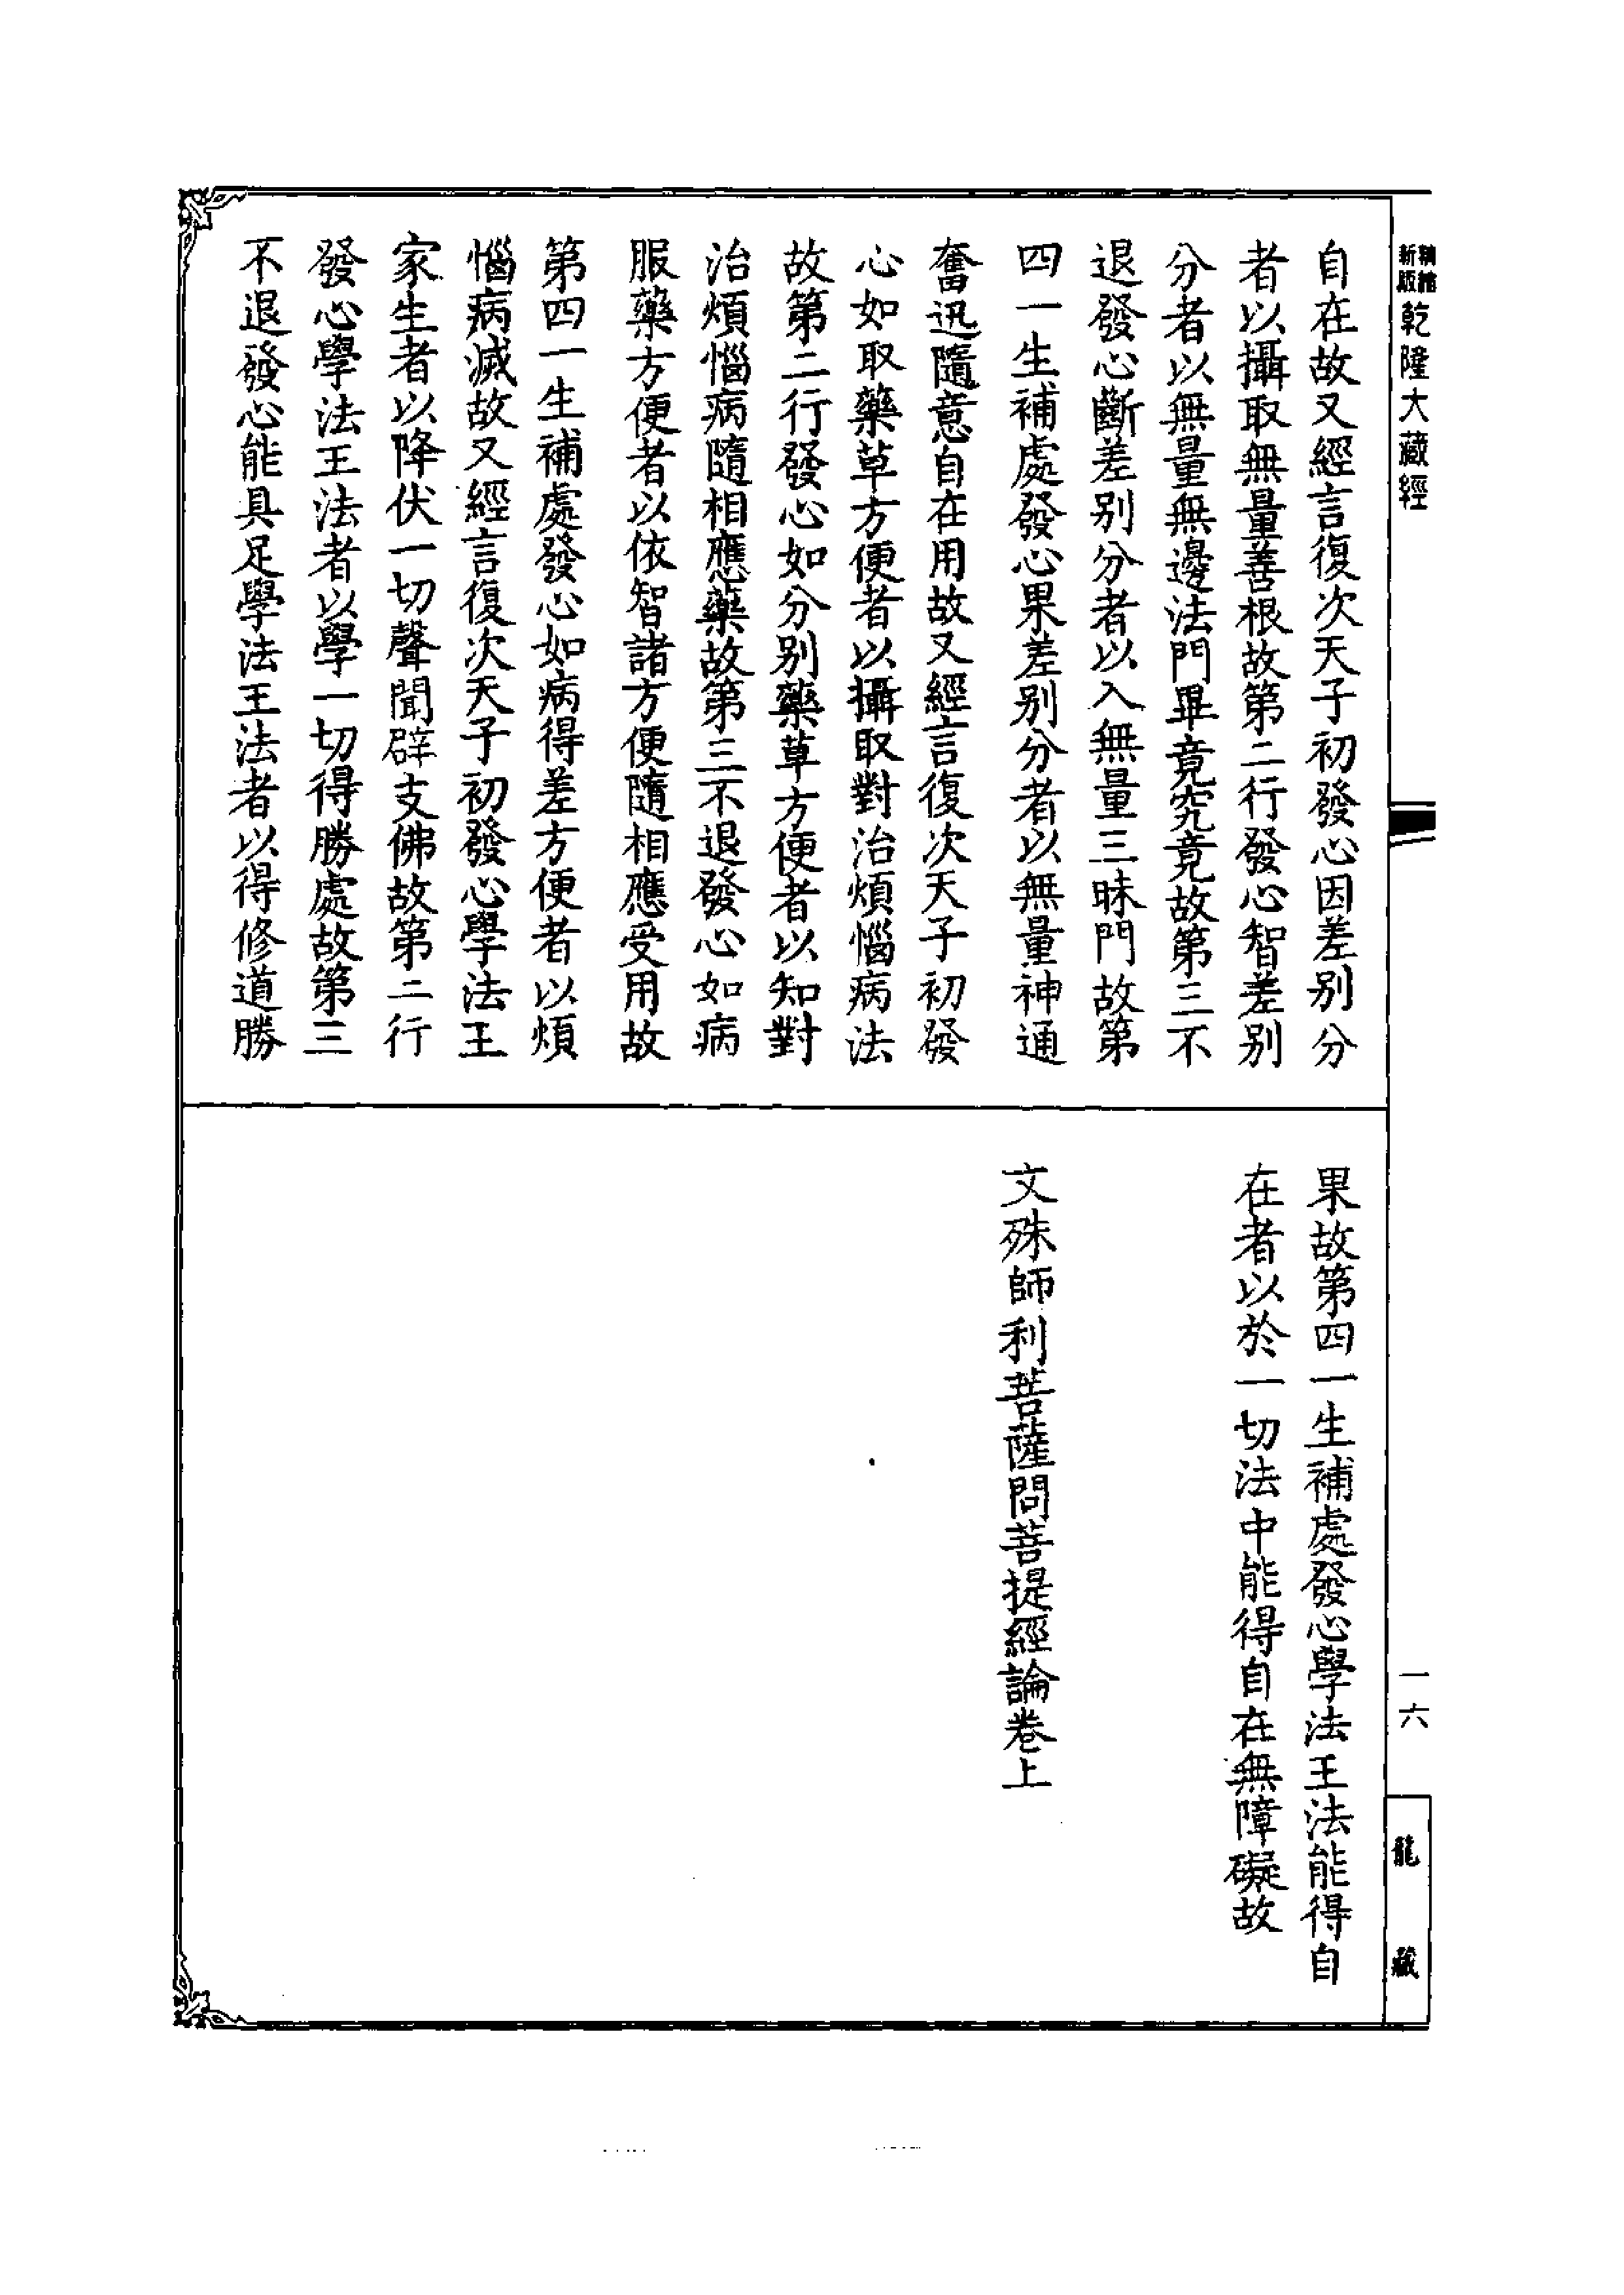 精縮新版乾隆大藏經
自在故又經言復次天子初發心因差別分
者以攝取無量善根故第二行發心智差別
分者以無量無邊法門畢竟究竟故第三不
退發心斷差別分者以入無量三昧門故第
四一生補處發心果差別分者以無量神通
奮迅隨意自在用故又經言復次天子初發
心如取藥草方便者以攝取對治煩惱病法
故第二行發心如分別藥草方便者以知對
治煩惱病隨相應藥故第三不退發心如病
服藥方便者以依智諸方便隨相應受用故
第四一生補處發心如病得差方便者以煩
惱病滅故又經言復次天子初發心學法王
家生者以降伏一切聲聞辟支佛故第二行
發心學法王法者以學一切得勝處故第三
不退發心能具足學法王法者以得修道勝
果故第四一生補處發心學法王法能得自
在者以於一切法中能得自在無障礙故
文殊師利菩薩問菩提經論卷上
一六
龍藏